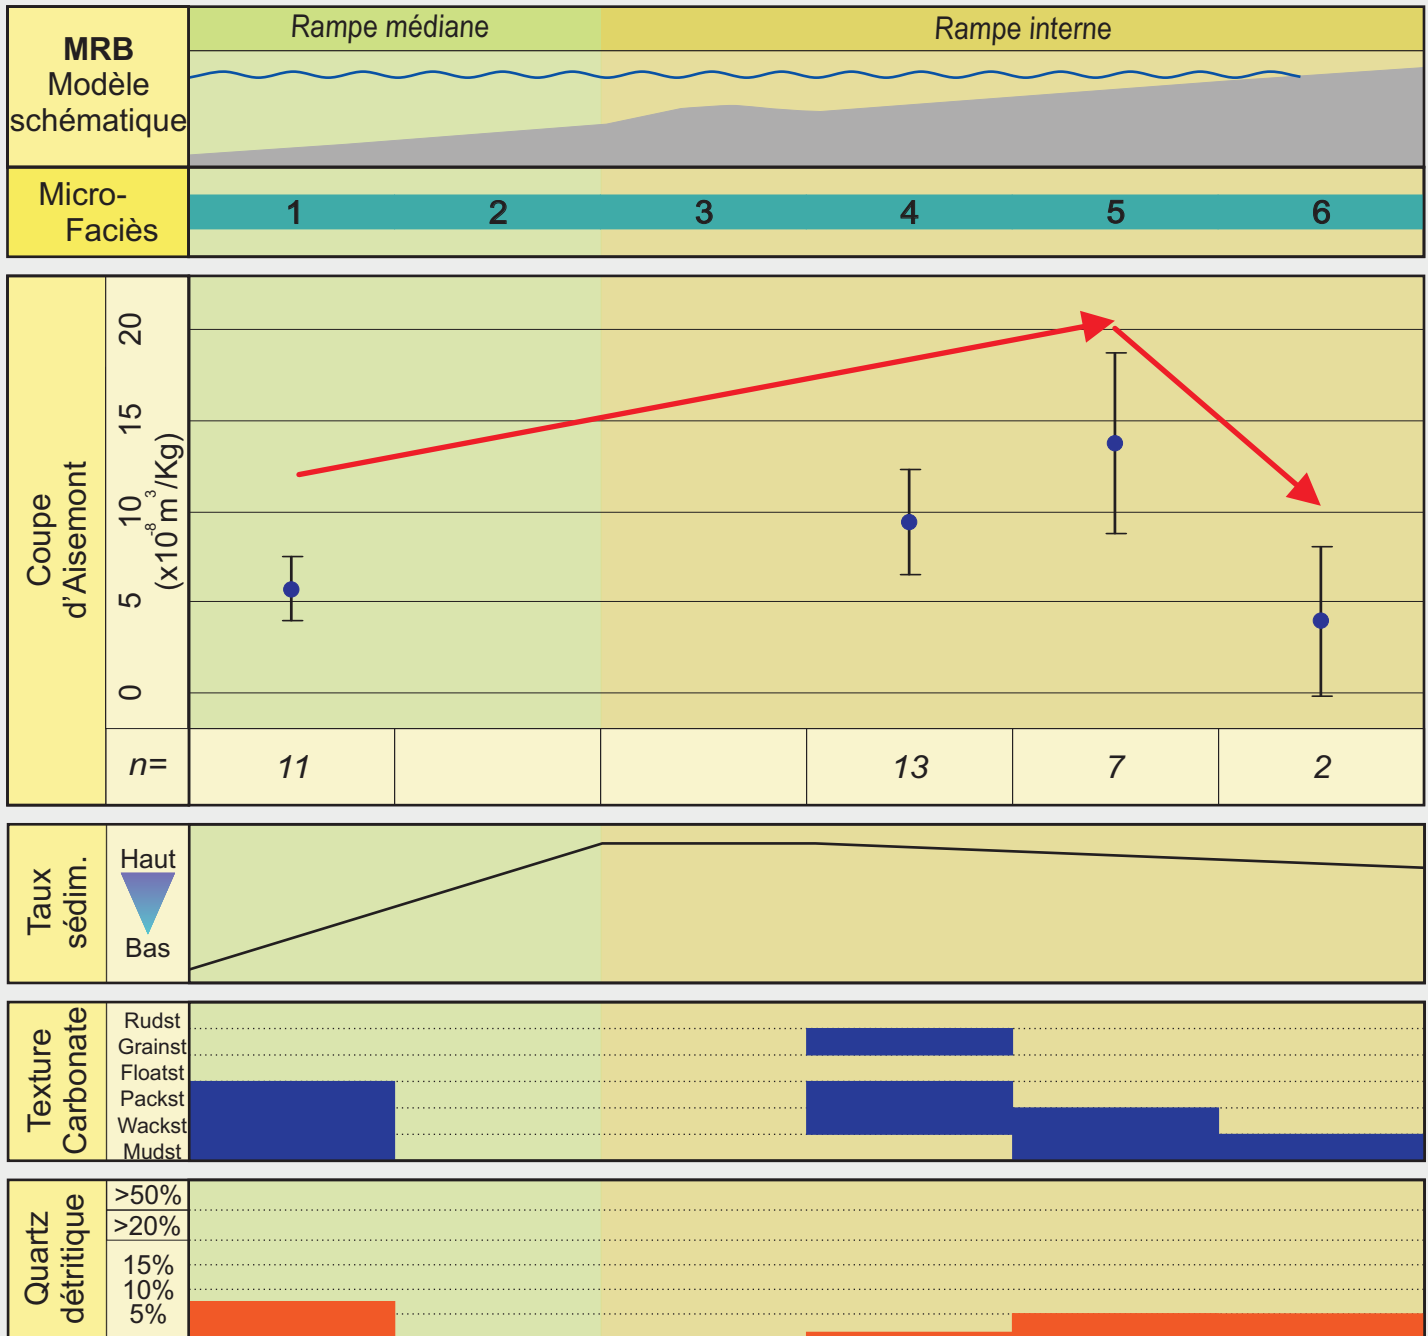 Rampe médiane
Rampe interne
MRB
Modèle
schématique
Micro-
Faciès
1
2
3
4
5
6
Coupe
d'Aisemont
20
15
10
5
0
(x10⁻⁸m³/Kg)
n=
11
13
7
2
Taux
sédim.
Haut
Bas
Texture
Carbonate
Rudst
Grainst
Floatst
Packst
Wackst
Mudst
Quartz
détritique
>50%
>20%
15%
10%
5%